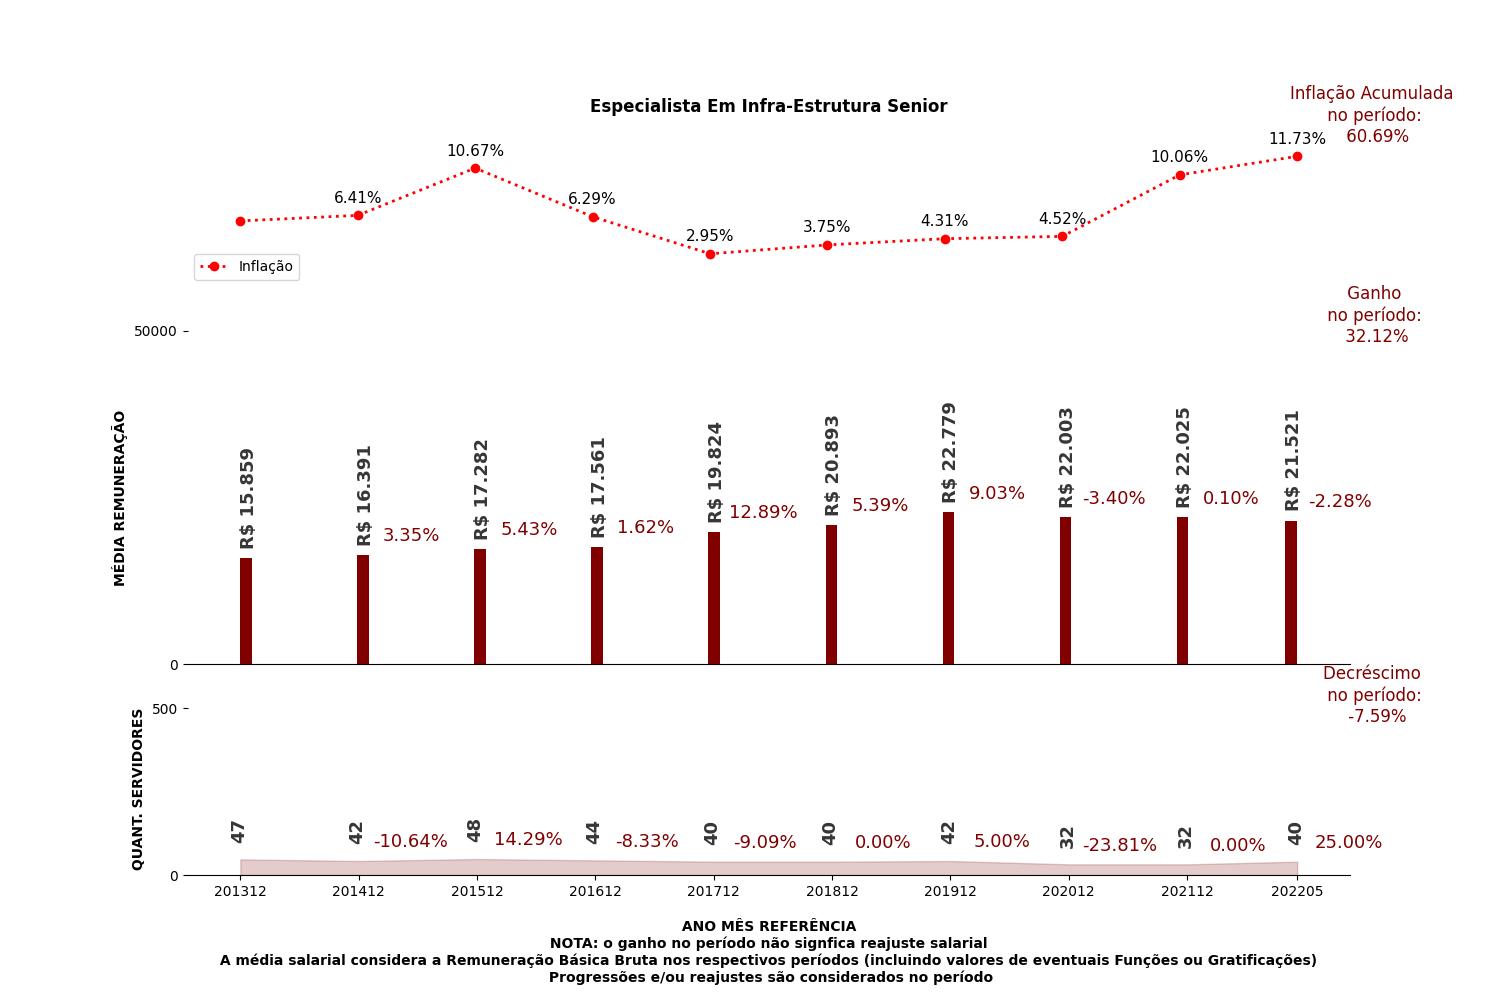 Especialista Em Infra-Estrutura Senior
Inflação Acumulada
no período:
60.69%
6.41%
10.67%
6.29%
2.95%
3.75%
4.31%
4.52%
10.06%
11.73%
Inflação
Ganho
no período:
32.12%
50000
0
MÉDIA REMUNERAÇÃO
R$ 15.859
R$ 16.391
3.35%
R$ 17.282
5.43%
R$ 17.561
1.62%
R$ 19.824
12.89%
R$ 20.893
5.39%
R$ 22.779
9.03%
R$ 22.003
-3.40%
R$ 22.025
0.10%
R$ 21.521
-2.28%
Decréscimo
no período:
-7.59%
500
0
QUANT. SERVIDORES
47
42
-10.64%
48
14.29%
44
-8.33%
40
-9.09%
40
0.00%
42
5.00%
32
-23.81%
32
0.00%
40
25.00%
201312 201412 201512 201612 201712 201812 201912 202012 202112 202205
ANO MÊS REFERÊNCIA
NOTA: o ganho no período não signfica reajuste salarial
A média salarial considera a Remuneração Básica Bruta nos respectivos períodos (incluindo valores de eventuais Funções ou Gratificações)
Progressões e/ou reajustes são considerados no período